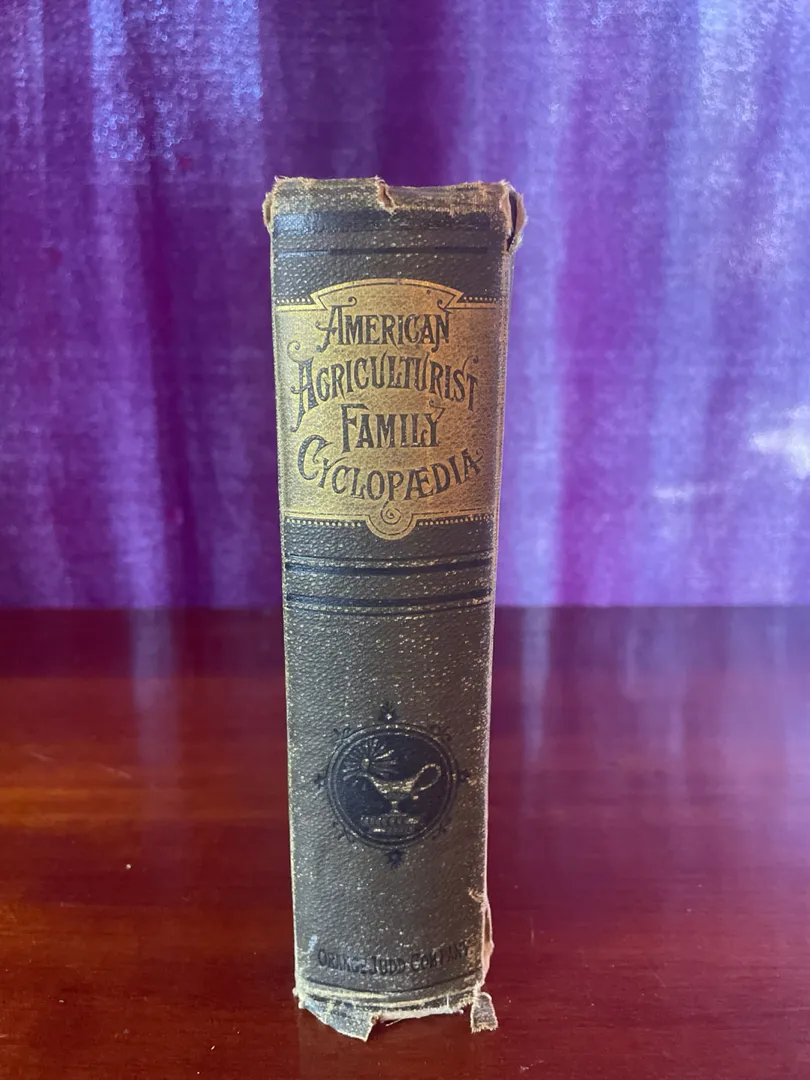 AMERICAN
AGRICULTURIST
FAMILY
CYCLOPÆDIA
ORANGE JUDD COMPANY